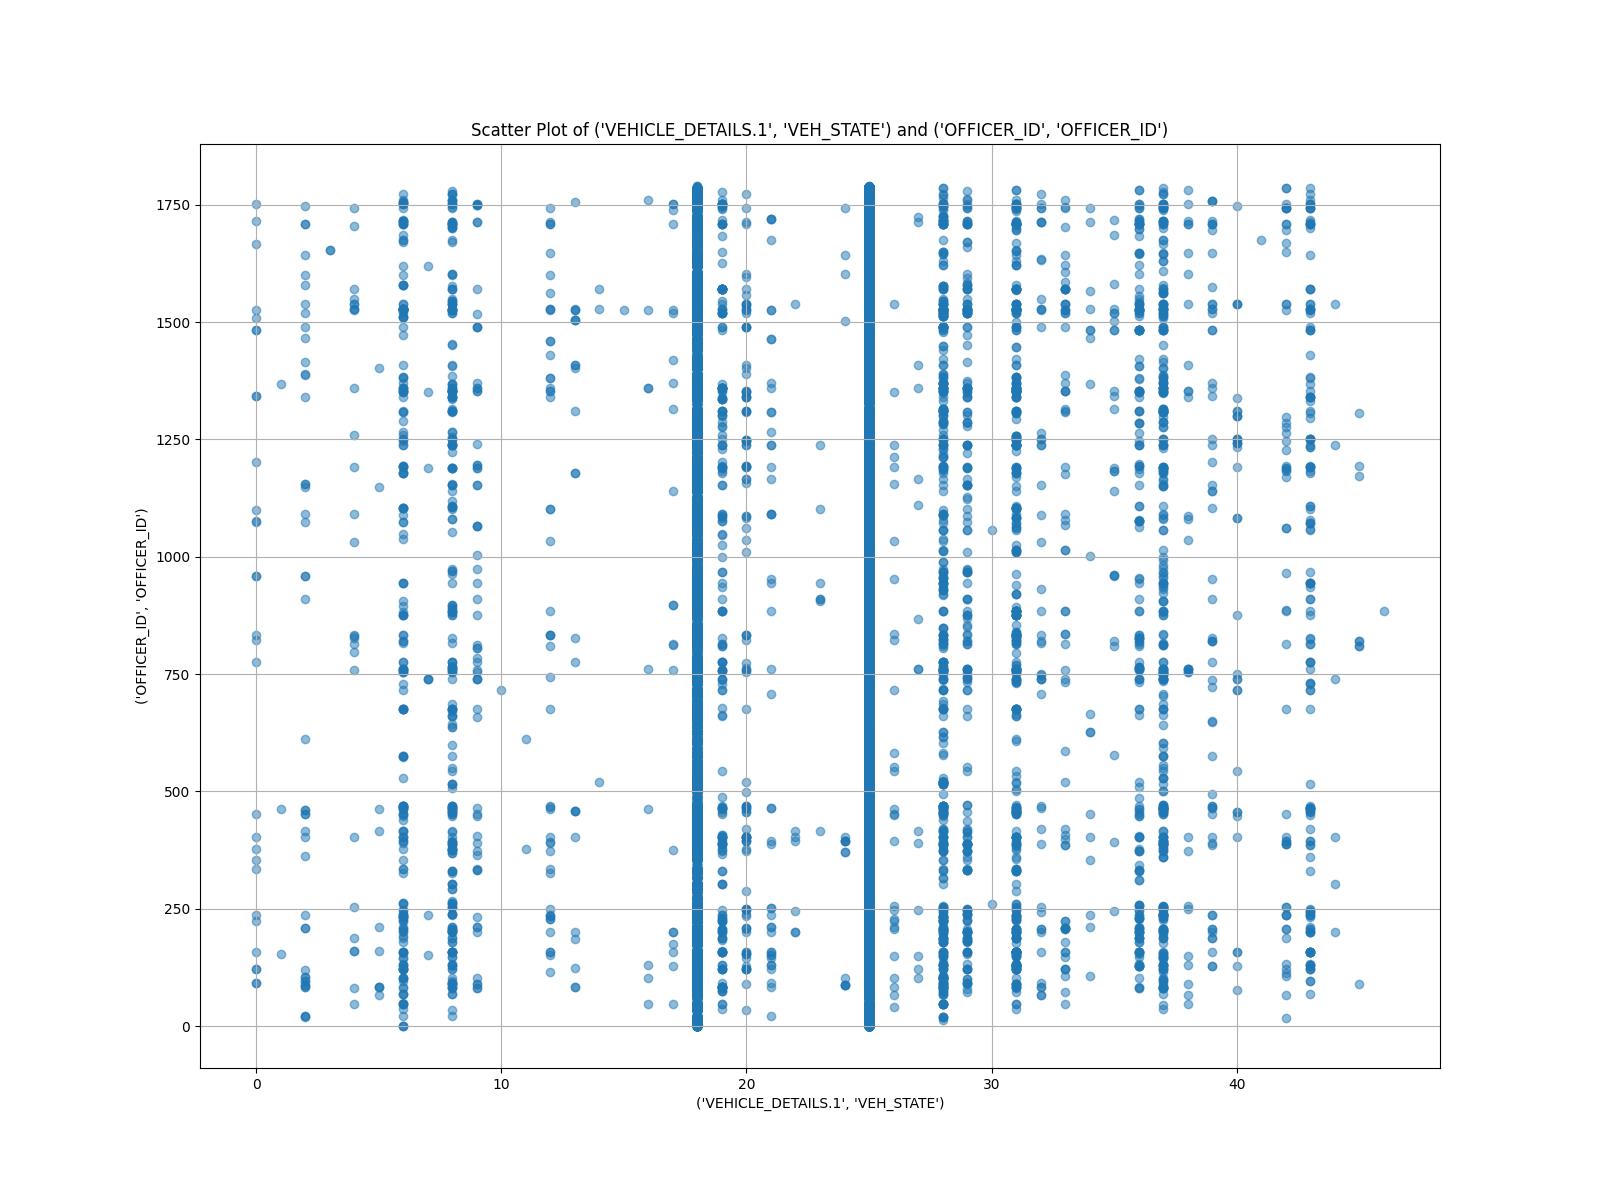 Scatter Plot of ('VEHICLE_DETAILS.1', 'VEH_STATE') and ('OFFICER_ID', 'OFFICER_ID')
1750
1500
1250
1000
750
500
250
0
('OFFICER_ID', 'OFFICER_ID')
0 10 20 30 40
('VEHICLE_DETAILS.1', 'VEH_STATE')